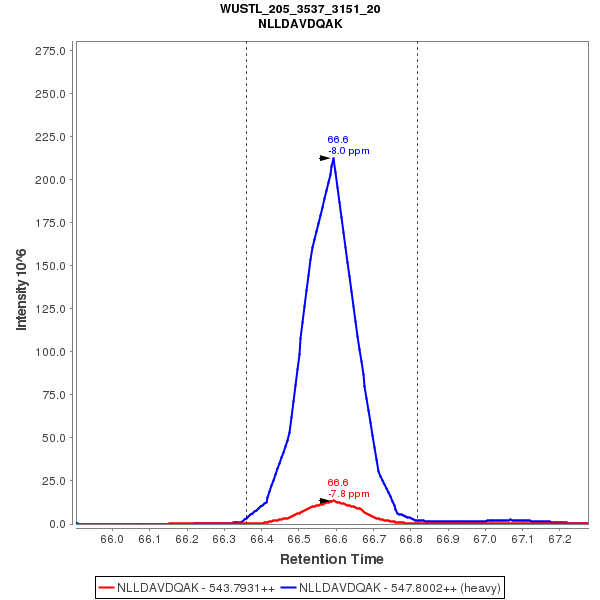 WUSTL_205_3537_3151_20
NLLDAVDQAK
275.0
250.0
225.0
200.0
175.0
150.0
125.0
100.0
75.0
50.0
25.0
0.0
Intensity 10^6
66.6
-8.0 ppm
66.6
-7.8 ppm
66.0 66.1 66.2 66.3 66.4 66.5 66.6 66.7 66.8 66.9 67.0 67.1 67.2
Retention Time
NLLDAVDQAK - 543.7931++ NLLDAVDQAK - 547.8002++ (heavy)